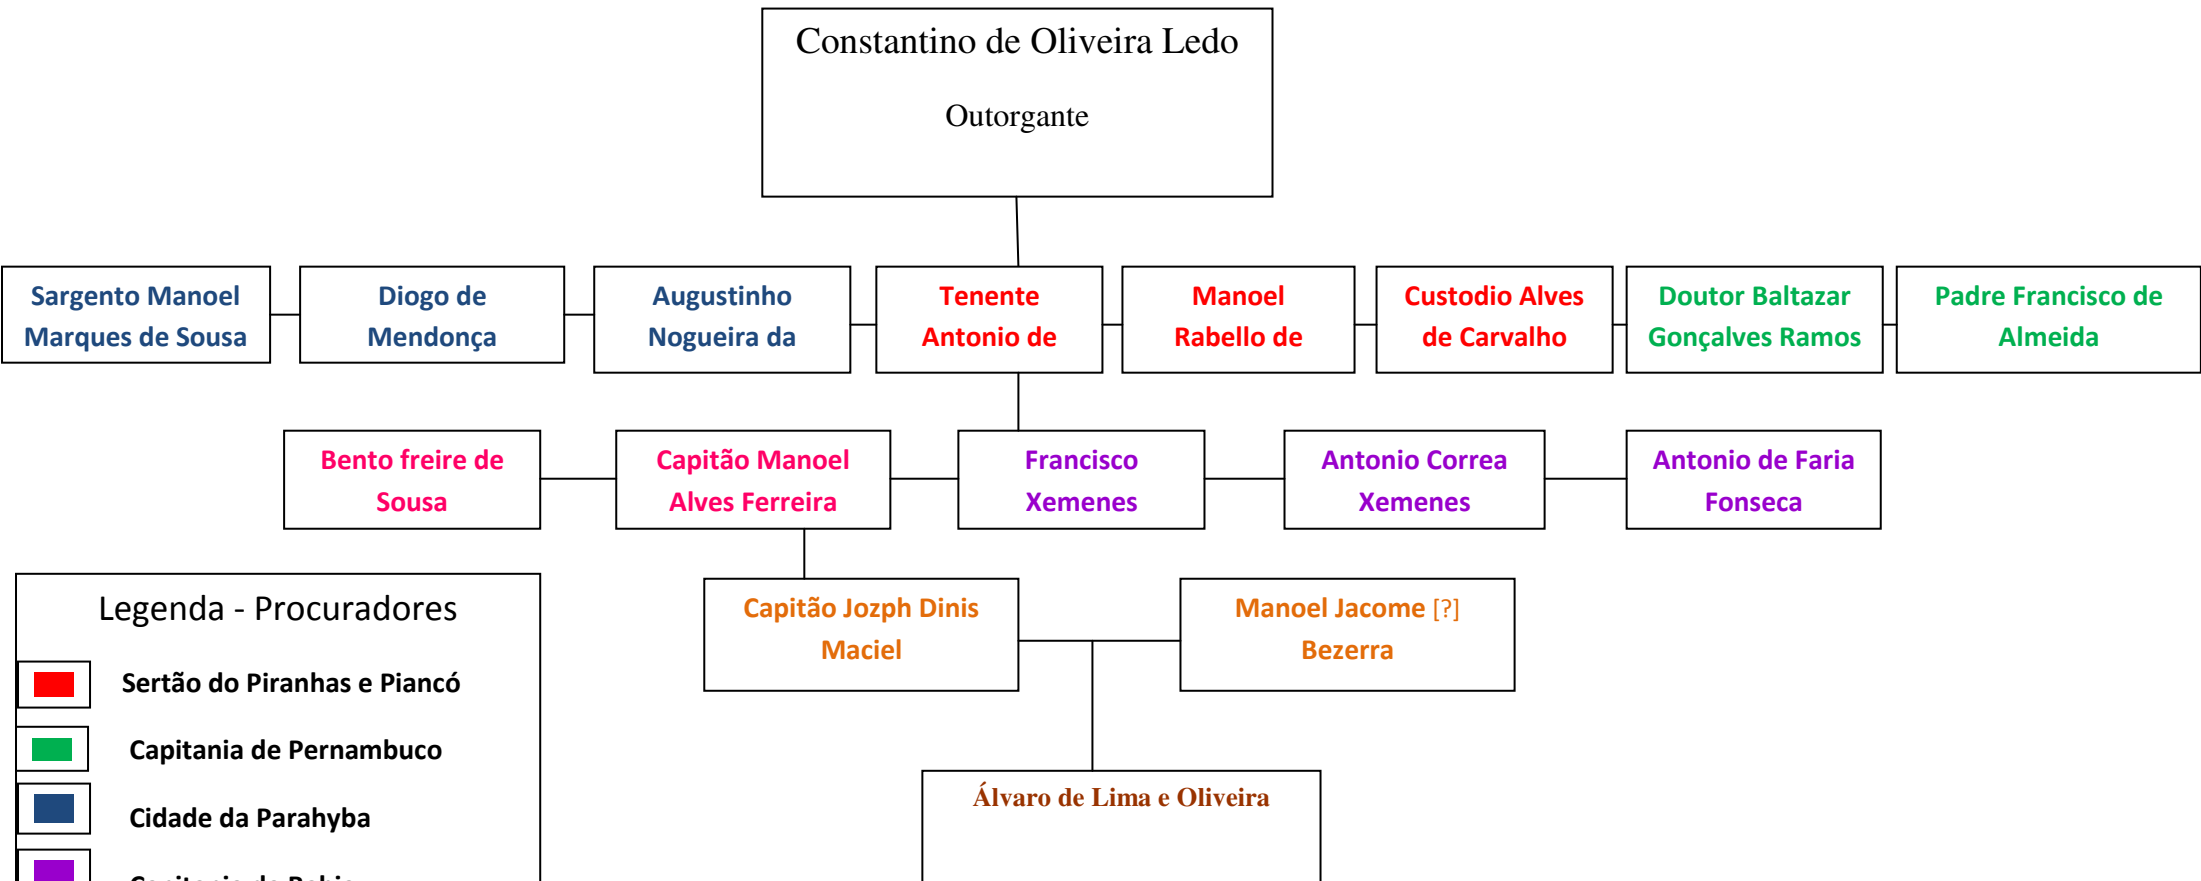 Constantino de Oliveira Ledo
Outorgante
Sargento Manoel
Marques de Sousa
Diogo de
Mendonça
Augustinho
Nogueira da
Tenente
Antonio de
Manoel
Rabello de
Custodio Alves
de Carvalho
Doutor Baltazar
Gonçalves Ramos
Padre Francisco de
Almeida
Bento freire de
Sousa
Capitão Manoel
Alves Ferreira
Francisco
Xemenes
Antonio Correa
Xemenes
Antonio de Faria
Fonseca
Capitão Jozph Dinis
Maciel
Manoel Jacome [?]
Bezerra
Álvaro de Lima e Oliveira
Legenda - Procuradores
Sertão do Piranhas e Piancó
Capitania de Pernambuco
Cidade da Parahyba